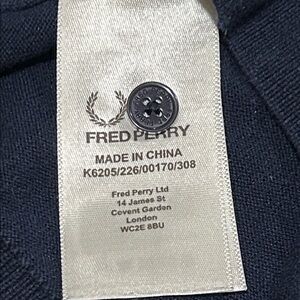 FRED PERRY
MADE IN CHINA
K6205/226/00170/308
Fred Perry Ltd
14 James St
Covent Garden
London
WC2E 8BU